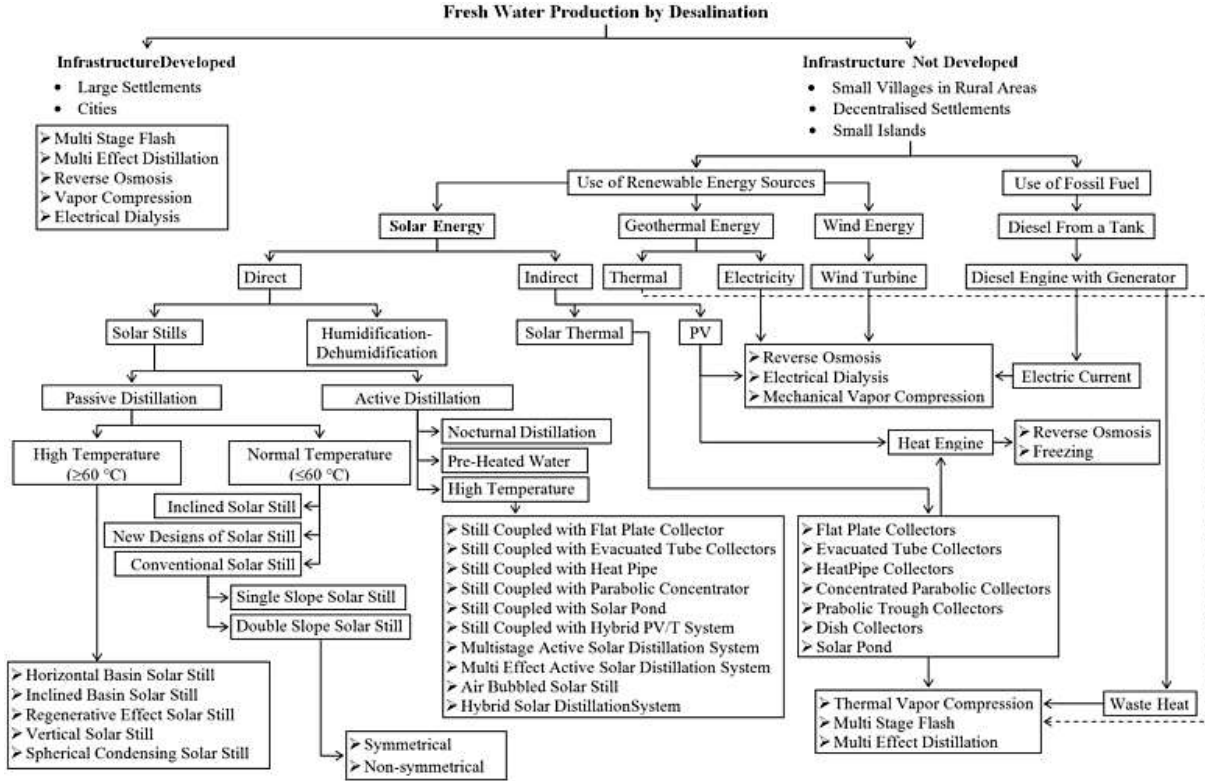 Fresh Water Production by Desalination
InfrastructureDeveloped
• Large Settlements
• Cities
➢ Multi Stage Flash
➢ Multi Effect Distillation
➢ Reverse Osmosis
➢ Vapor Compression
➢ Electrical Dialysis
Infrastructure Not Developed
• Small Villages in Rural Areas
• Decentralised Settlements
• Small Islands
Use of Renewable Energy Sources
Use of Fossil Fuel
Solar Energy
Geothermal Energy
Wind Energy
Diesel From a Tank
Direct
Indirect
Thermal
Electricity
Wind Turbine
Diesel Engine with Generator
Solar Stills
Humidification-
Dehumidification
Solar Thermal
PV
➢ Reverse Osmosis
➢ Electrical Dialysis
➢ Mechanical Vapor Compression
Electric Current
Passive Distillation
Active Distillation
Nocturnal Distillation
Pre-Heated Water
High Temperature
Heat Engine
➢ Reverse Osmosis
➢ Freezing
High Temperature
(≥60 °C)
Normal Temperature
(≤60 °C)
Inclined Solar Still
New Designs of Solar Still
Conventional Solar Still
Single Slope Solar Still
Double Slope Solar Still
➢ Still Coupled with Flat Plate Collector
➢ Still Coupled with Evacuated Tube Collectors
➢ Still Coupled with Heat Pipe
➢ Still Coupled with Parabolic Concentrator
➢ Still Coupled with Solar Pond
➢ Still Coupled with Hybrid PV/T System
➢ Multistage Active Solar Distillation System
➢ Multi Effect Active Solar Distillation System
➢ Air Bubbled Solar Still
➢ Hybrid Solar DistillationSystem
➢ Flat Plate Collectors
➢ Evacuated Tube Collectors
➢ HeatPipe Collectors
➢ Concentrated Parabolic Collectors
➢ Prabolic Trough Collectors
➢ Dish Collectors
➢ Solar Pond
➢ Horizontal Basin Solar Still
➢ Inclined Basin Solar Still
➢ Regenerative Effect Solar Still
➢ Vertical Solar Still
➢ Spherical Condensing Solar Still
➢ Symmetrical
➢ Non-symmetrical
➢ Thermal Vapor Compression
➢ Multi Stage Flash
➢ Multi Effect Distillation
Waste Heat